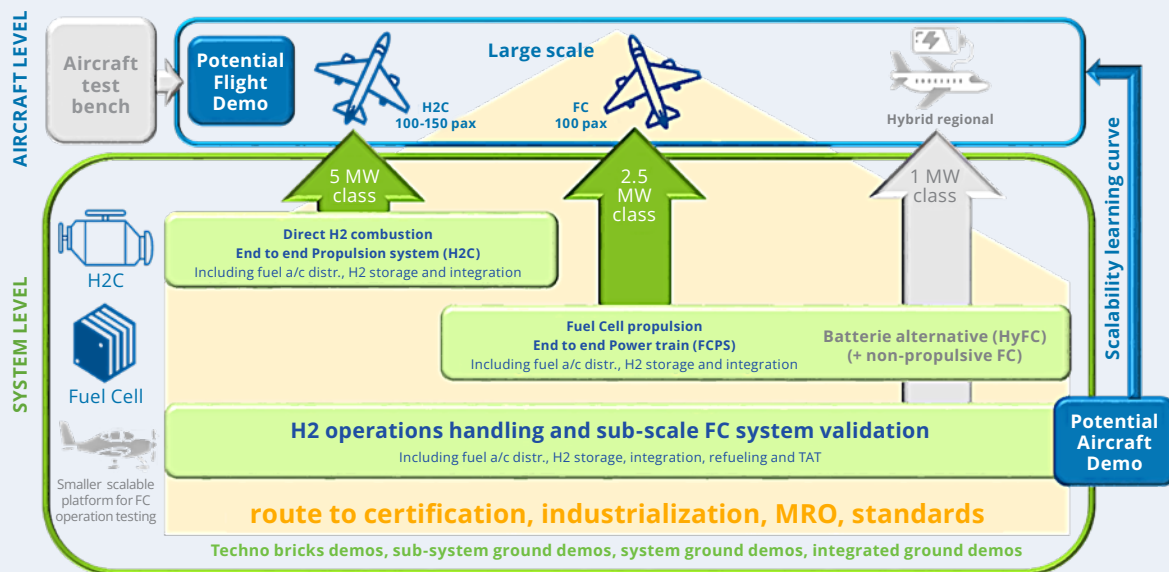 AIRCRAFT LEVEL
Aircraft
test
bench
Potential
Flight
Demo
H2C
100-150 pax
Large scale
FC
100 pax
Hybrid regional
SYSTEM LEVEL
5 MW
class
2.5
MW
class
1 MW
class
Scalability learning curve
H2C
Direct H2 combustion
End to end Propulsion system (H2C)
Including fuel a/c distr., H2 storage and integration
Fuel Cell
Fuel Cell propulsion
End to end Power train (FCPS)
Including fuel a/c distr., H2 storage and integration
Batterie alternative (HyFC)
(+ non-propulsive FC)
Smaller scalable
platform for FC
operation testing
H2 operations handling and sub-scale FC system validation
Including fuel a/c distr., H2 storage, integration, refueling and TAT
Potential
Aircraft
Demo
route to certification, industrialization, MRO, standards
Techno bricks demos, sub-system ground demos, system ground demos, integrated ground demos